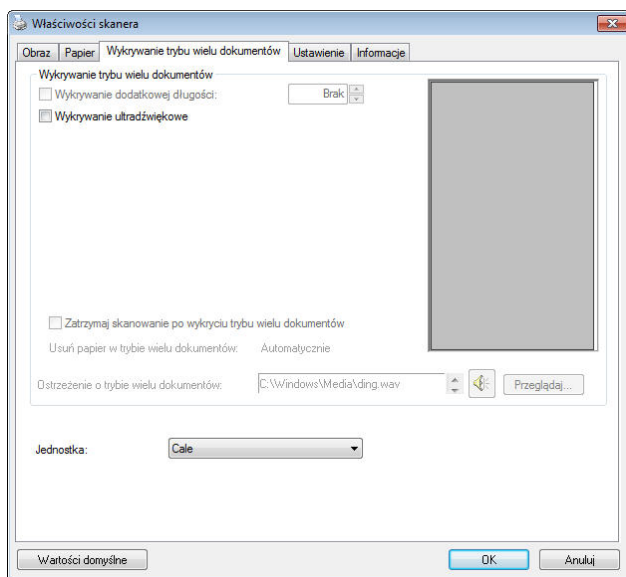 Właściwości skanera
Obraz Papier Wykrywanie trybu wielu dokumentów Ustawienie Informacje
Wykrywanie trybu wielu dokumentów
Wykrywanie dodatkowej długości: Brak
Wykrywanie ultradźwiękowe
Zatrzymaj skanowanie po wykryciu trybu wielu dokumentów
Usuń papier w trybie wielu dokumentów: Automatycznie
Ostrzeżenie o trybie wielu dokumentów: C:\Windows\Media\ding.wav Przeglądaj...
Jednostka: Cale
Wartości domyślne OK Anuluj